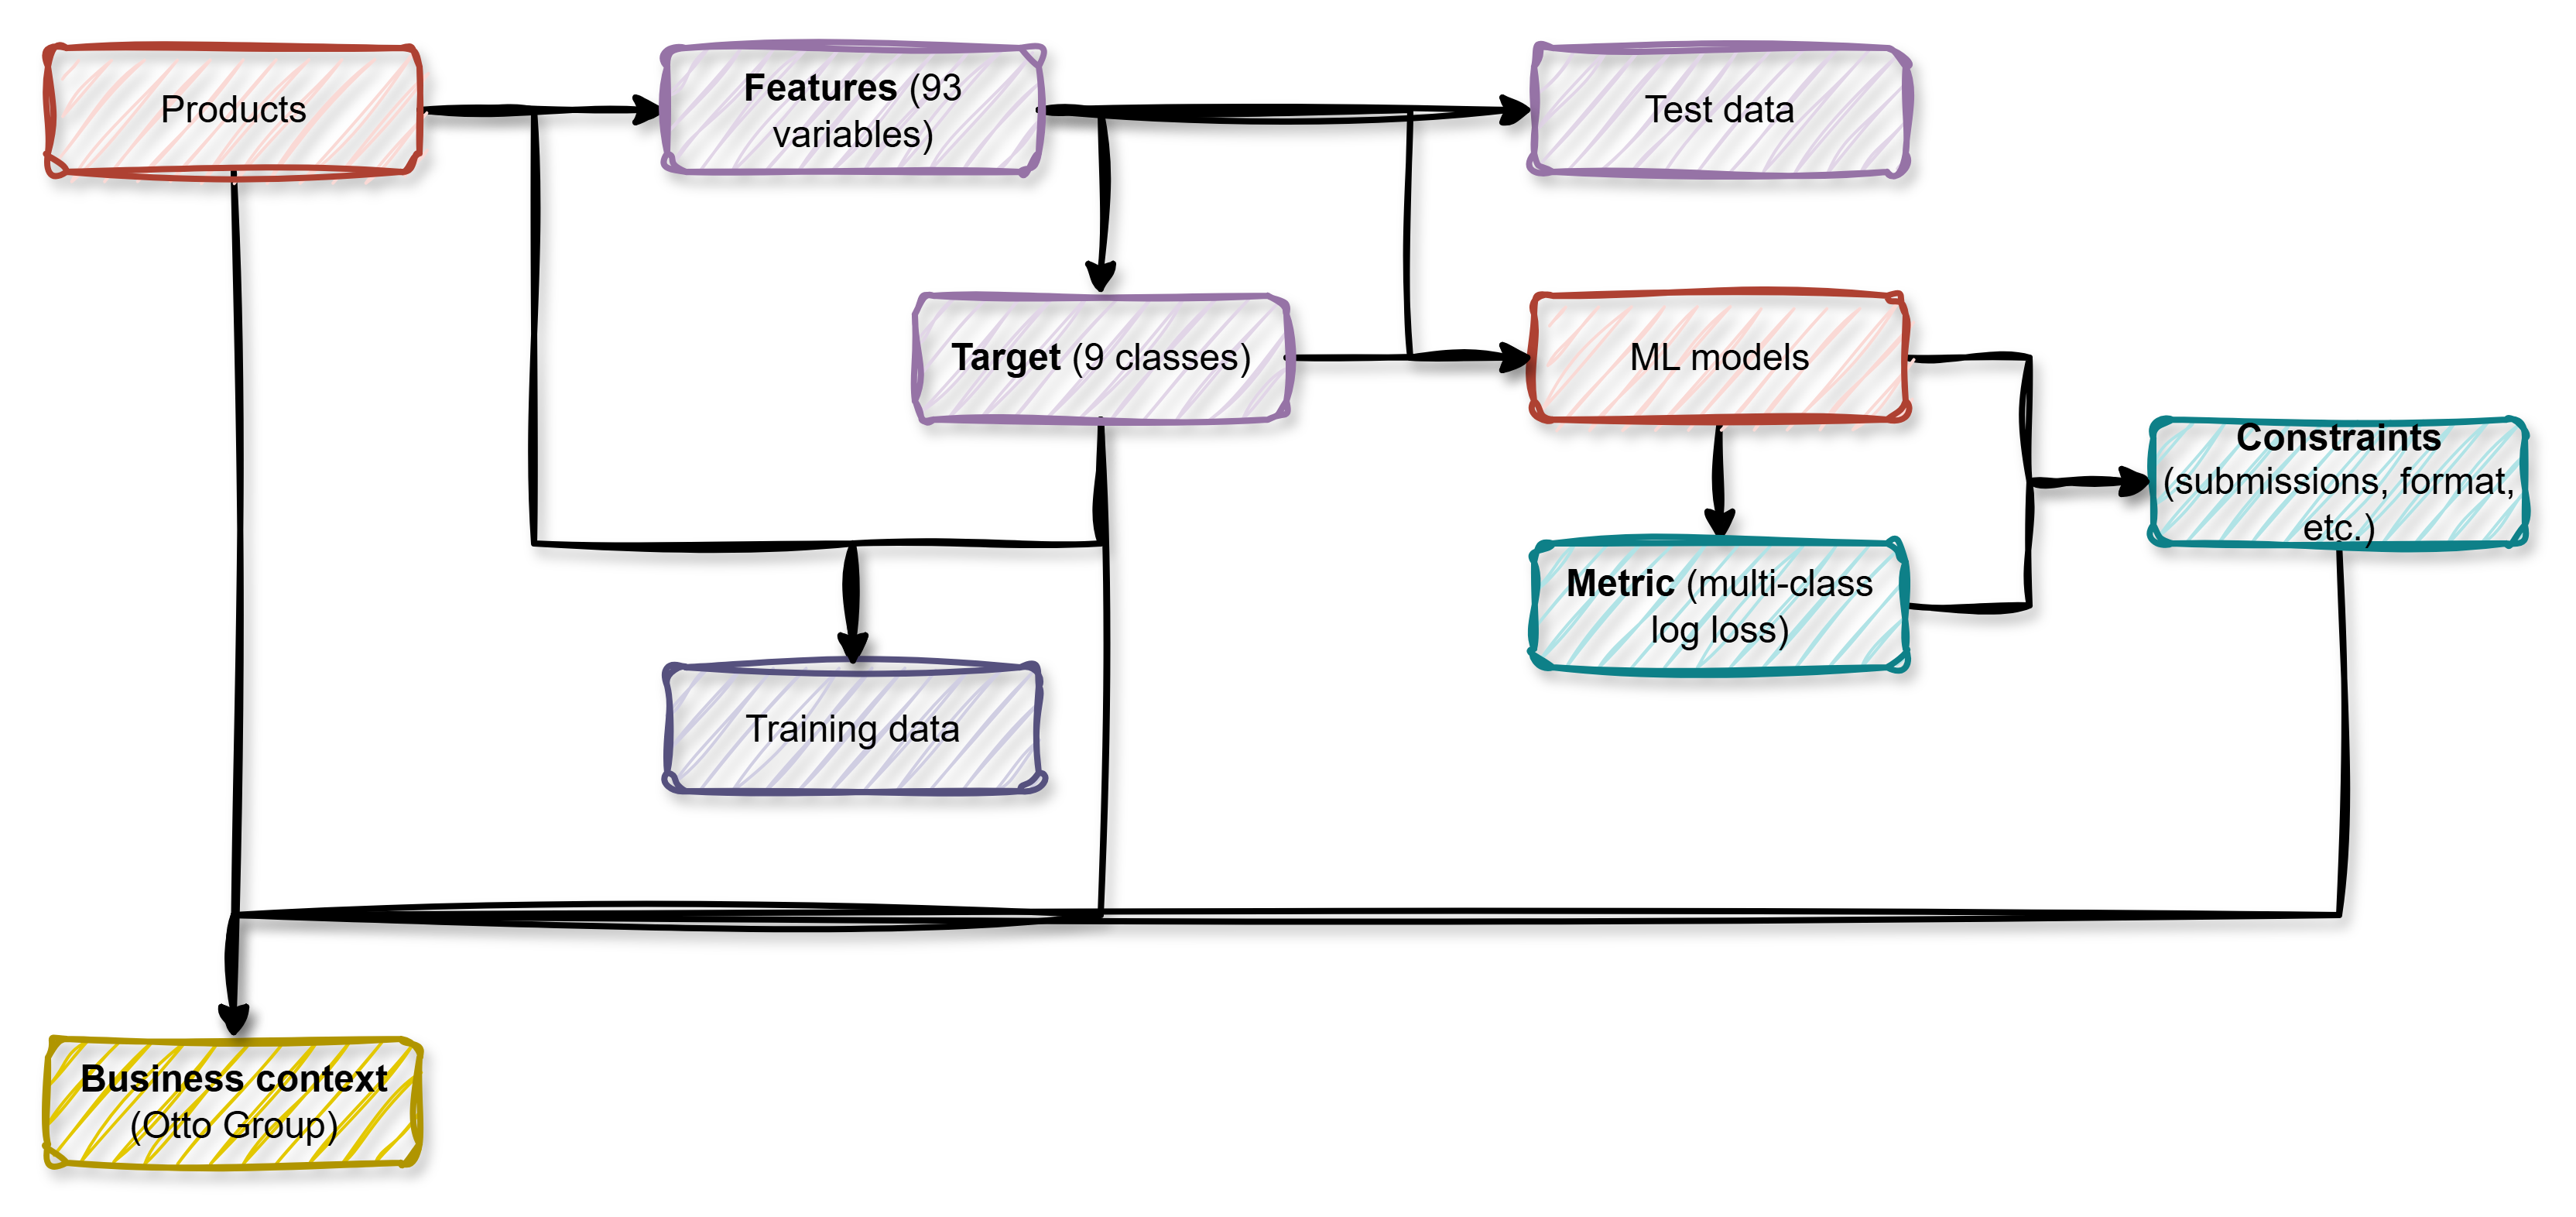 Products
Features (93
variables)
Test data
Target (9 classes)
ML models
Constraints
(submissions, format,
etc.)
Metric (multi-class
log loss)
Training data
Business context
(Otto Group)